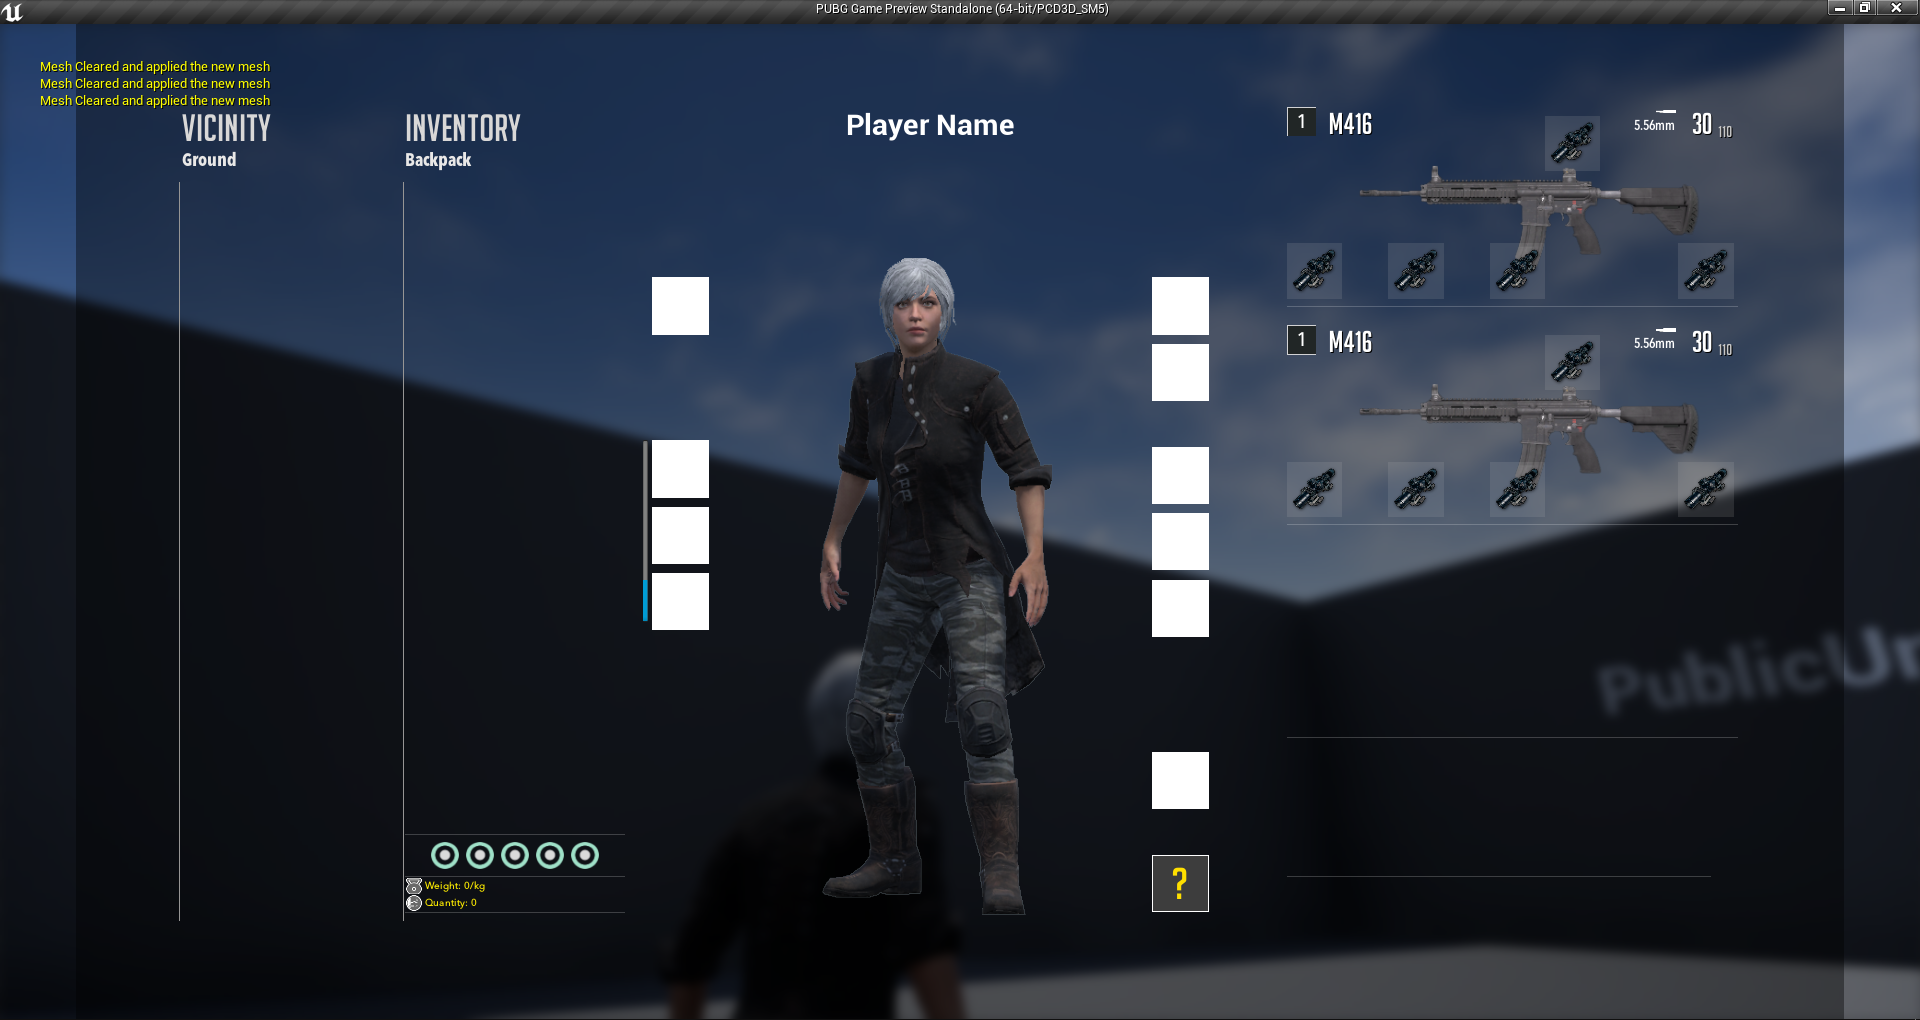 PUBG Game Preview Standalone (64-bit/PCD3D_SM5)
Mesh Cleared and applied the new mesh
Mesh Cleared and applied the new mesh
Mesh Cleared and applied the new mesh
VICINITY
Ground
INVENTORY
Backpack
Player Name
1 M416
5.56mm 30 110
1 M416
5.56mm 30 110
PublicUn
?
Weight: 0/kg
Quantity: 0